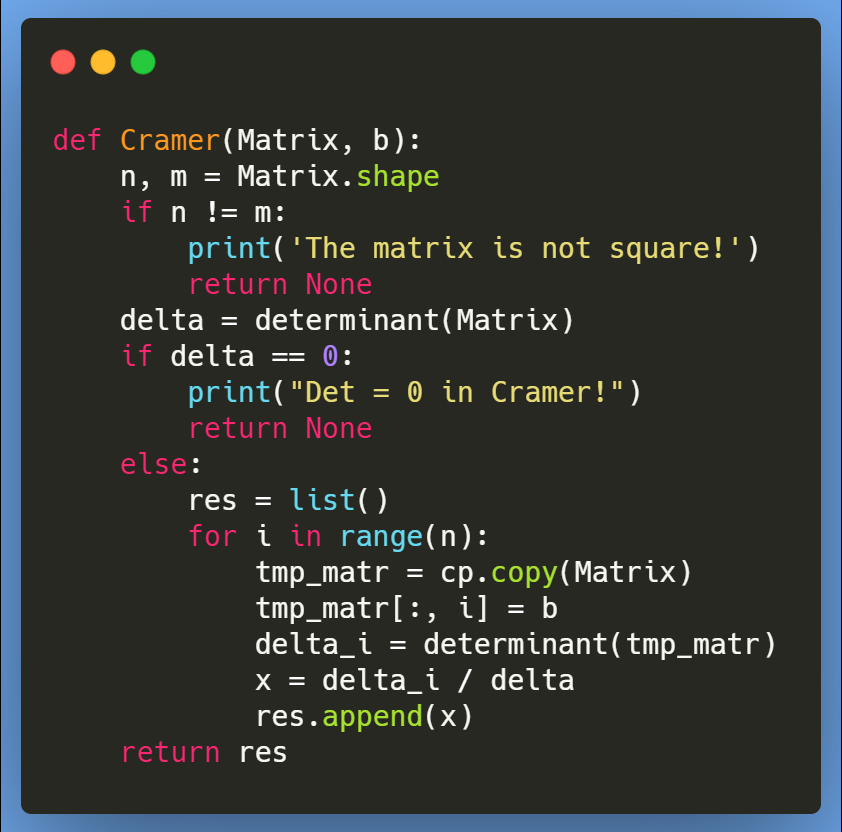 def Cramer(Matrix, b):
    n, m = Matrix.shape
    if n != m:
        print('The matrix is not square!')
        return None
    delta = determinant(Matrix)
    if delta == 0:
        print("Det = 0 in Cramer!")
        return None
    else:
        res = list()
        for i in range(n):
            tmp_matr = cp.copy(Matrix)
            tmp_matr[:, i] = b
            delta_i = determinant(tmp_matr)
            x = delta_i / delta
            res.append(x)
    return res